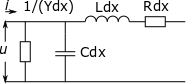 i 1/(Ydx) Ldx Rdx
u
Cdx